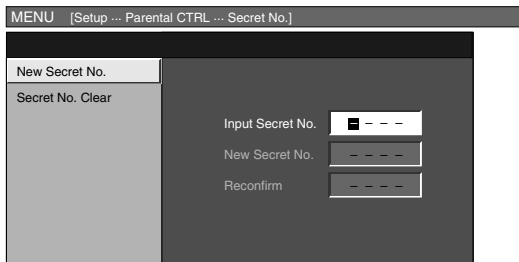 MENU [Setup ··· Parental CTRL ··· Secret No.]
New Secret No.
Secret No. Clear
Input Secret No. – – – –
New Secret No. – – – –
Reconfirm – – – –